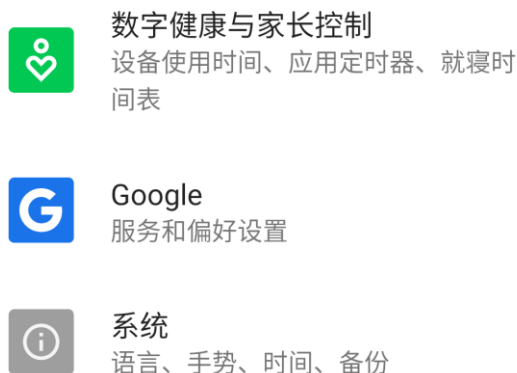 数字健康与家长控制
设备使用时间、应用定时器、就寝时
间表
Google
服务和偏好设置
系统
语言、手势、时间、备份